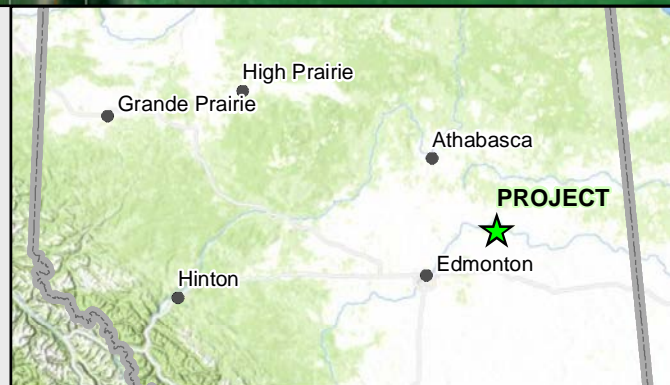 High Prairie
Grande Prairie
Athabasca
PROJECT
Edmonton
Hinton